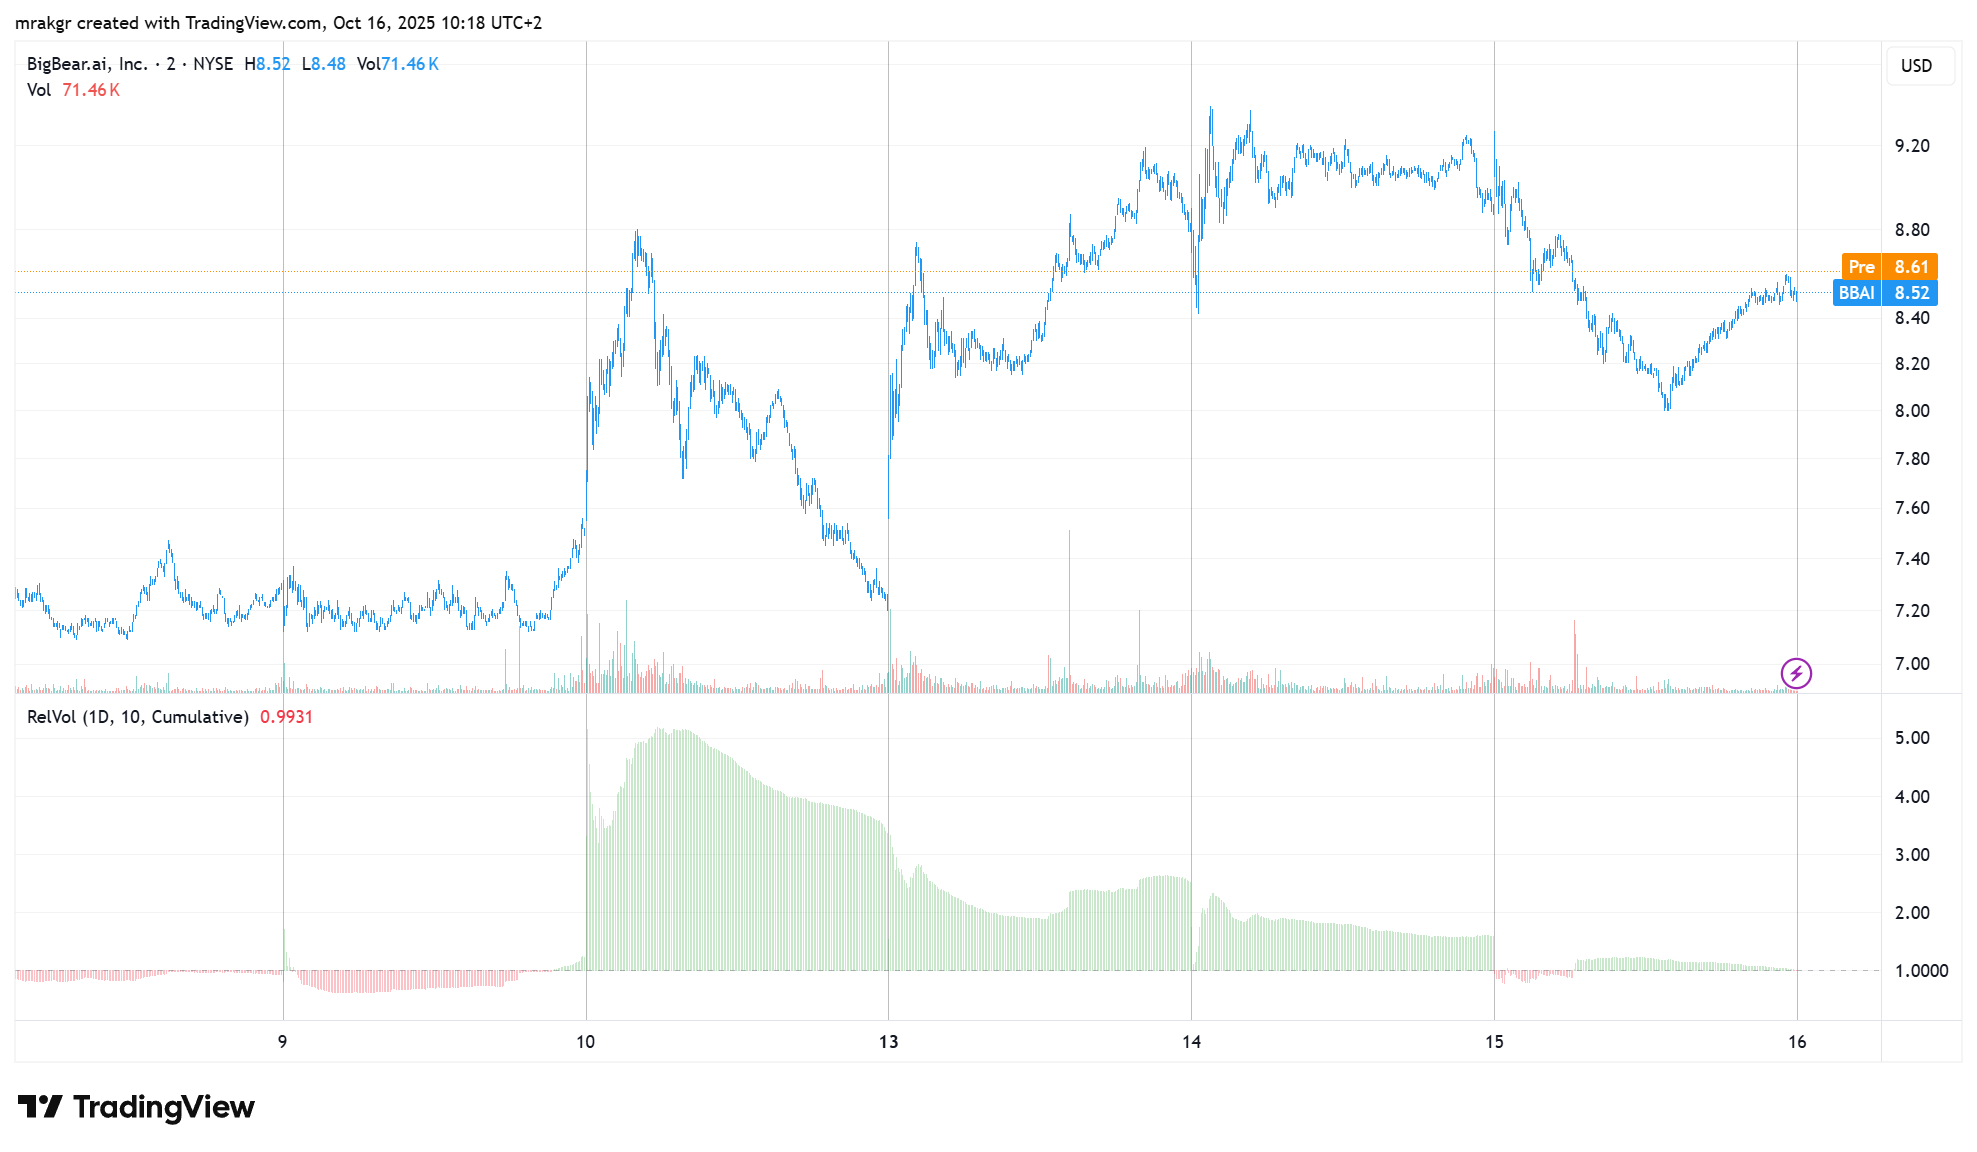 mrakgr created with TradingView.com, Oct 16, 2025 10:18 UTC+2
BigBear.ai, Inc. · 2 · NYSE H8.52 L8.48 Vol71.46 K
Vol 71.46 K
USD
9.20
8.80
Pre 8.61
BBAI 8.52
8.40
8.20
8.00
7.80
7.60
7.40
7.20
7.00
RelVol (1D, 10, Cumulative) 0.9931
5.00
4.00
3.00
2.00
1.0000
9 10 13 14 15 16
TradingView